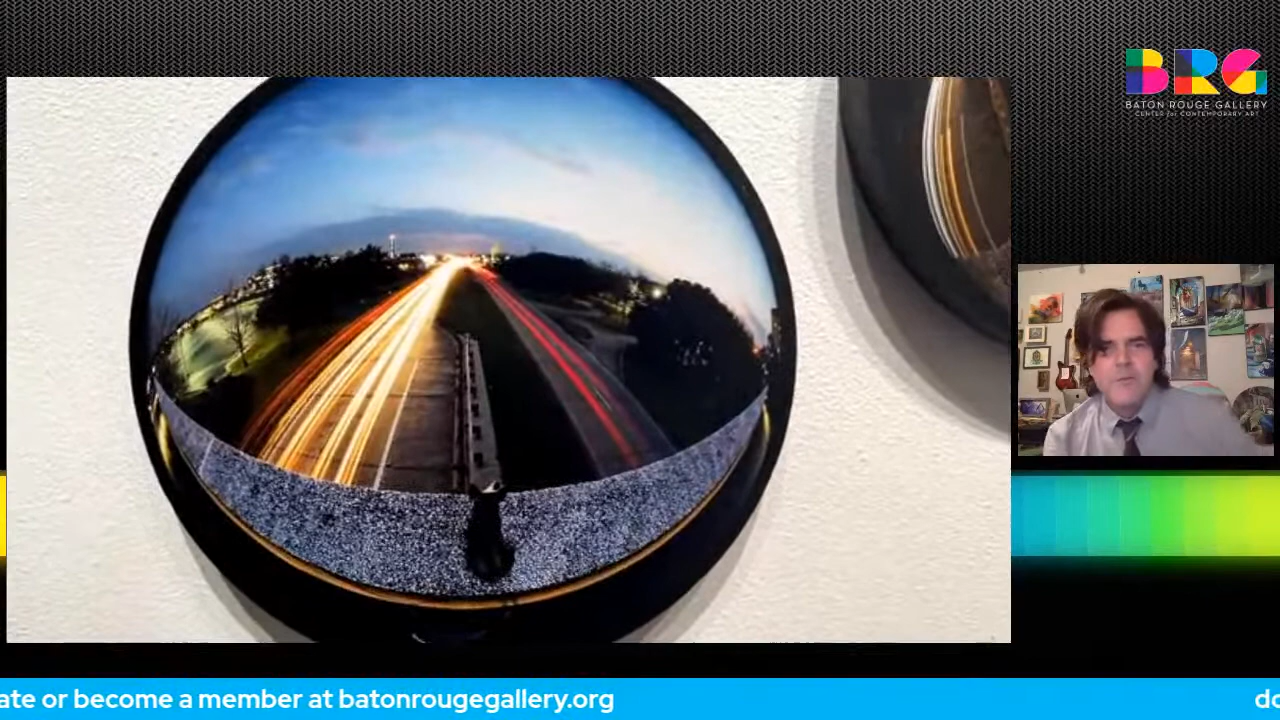 BRG
BATON ROUGE GALLERY
CENTER for CONTEMPORARY ART
ate or become a member at batonrougegallery.org
do